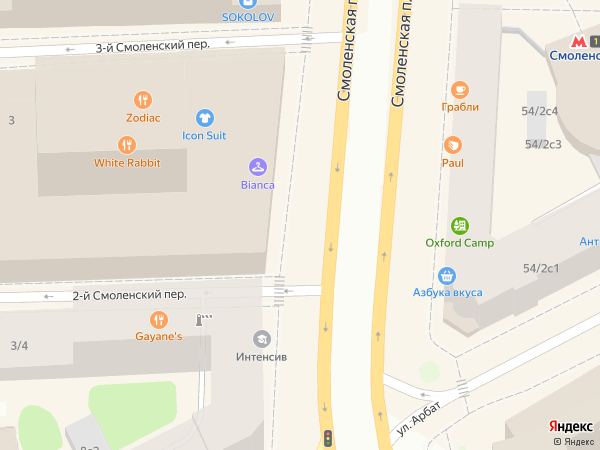 SOKOLOV
3-й Смоленский пер.
Смоленская п
Смоленская пл
1
Смоленс
Грабли
Zodiac
54/2с4
3
Icon Suit
54/2с3
White Rabbit
Paul
Bianca
Oxford Camp
Ант
54/2с1
2-й Смоленский пер.
Азбука вкуса
Gayane's
3/4
Интенсив
ул. Арбат
Яндекс
© Яндекс